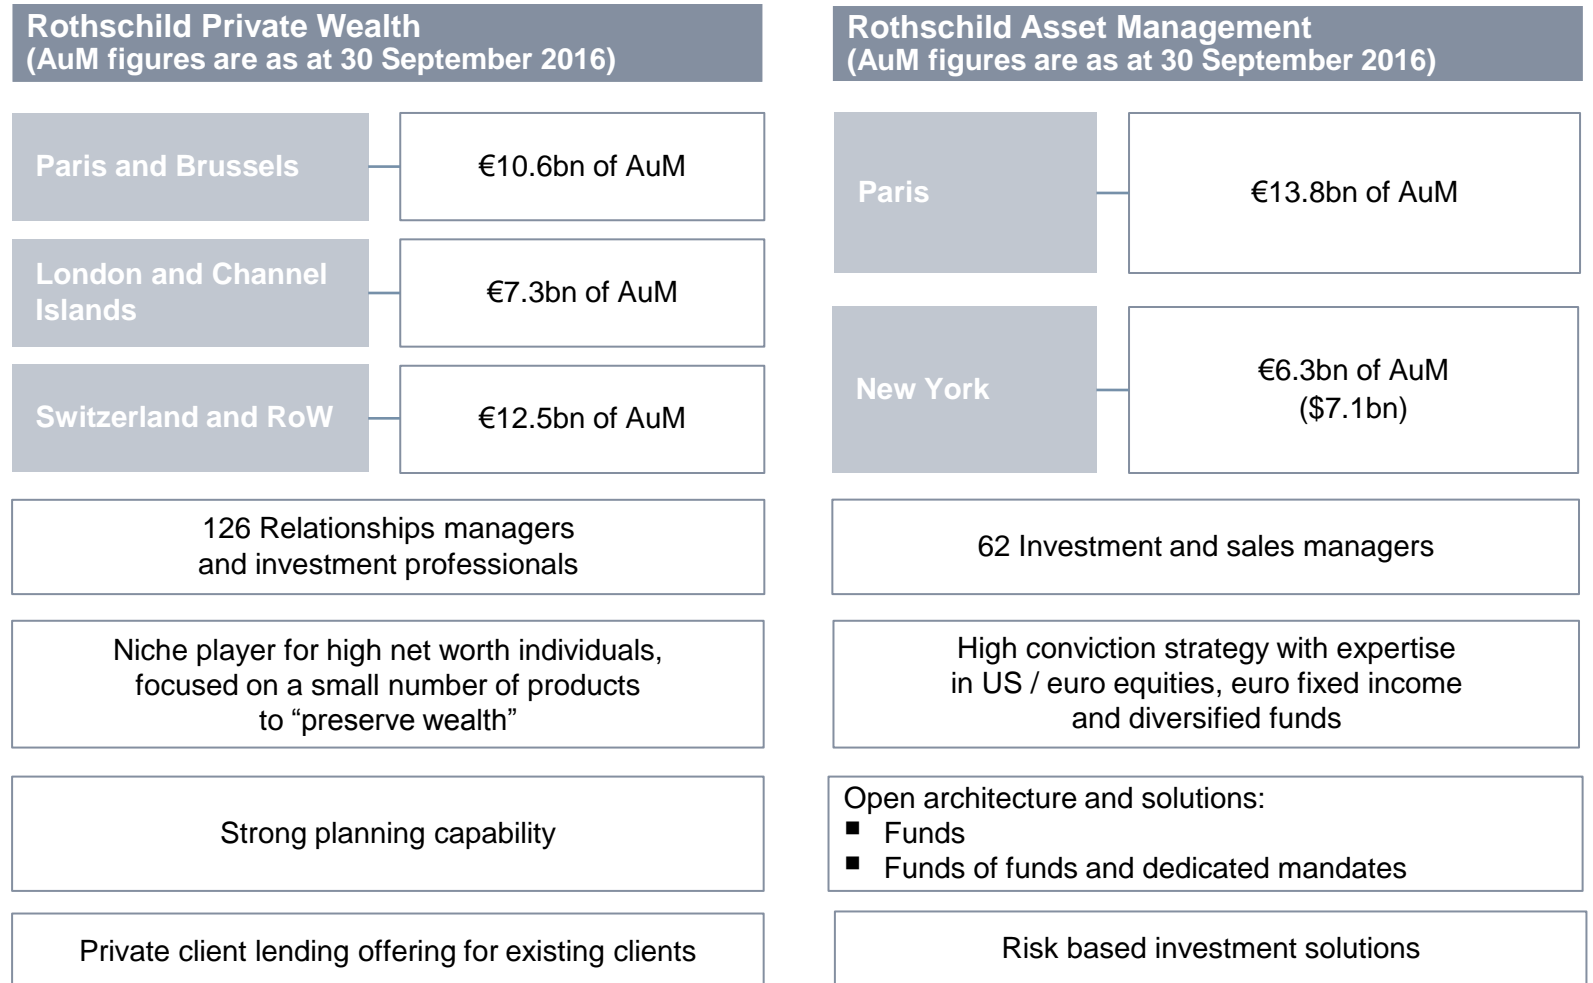 Rothschild Private Wealth
(AuM figures are as at 30 September 2016)
Paris and Brussels
€10.6bn of AuM
London and Channel
Islands
€7.3bn of AuM
Switzerland and RoW
€12.5bn of AuM
126 Relationships managers
and investment professionals
Niche player for high net worth individuals,
focused on a small number of products
to “preserve wealth”
Strong planning capability
Private client lending offering for existing clients
Rothschild Asset Management
(AuM figures are as at 30 September 2016)
Paris
€13.8bn of AuM
New York
€6.3bn of AuM
($7.1bn)
62 Investment and sales managers
High conviction strategy with expertise
in US / euro equities, euro fixed income
and diversified funds
Open architecture and solutions:
■ Funds
■ Funds of funds and dedicated mandates
Risk based investment solutions